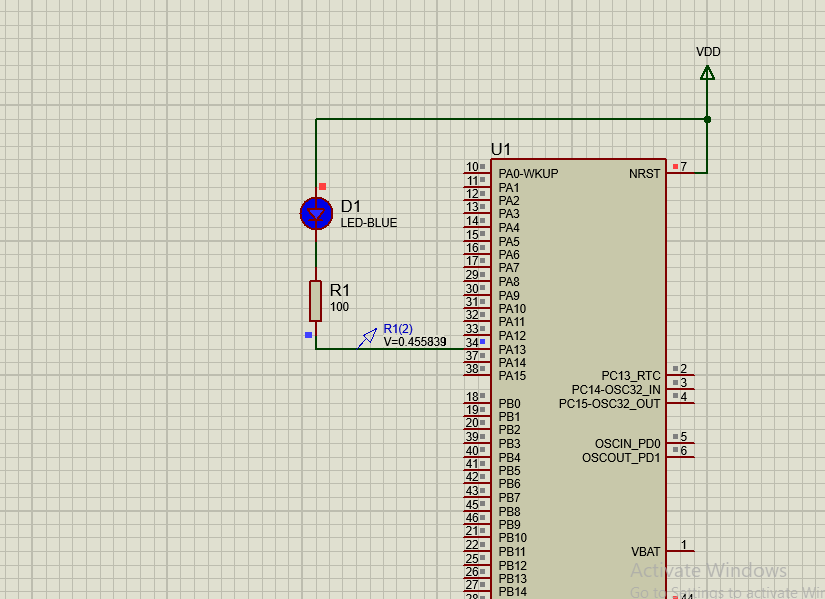 VDD
U1
10 PA0-WKUP NRST 7
11 PA1
12 PA2
13 PA3
14 PA4
15 PA5
16 PA6
17 PA7
29 PA8
30 PA9
31 PA10
32 PA11
33 PA12
34 PA13
37 PA14
38 PA15
D1
LED-BLUE
R1
100
R1(2)
V=0.455839
PC13_RTC 2
PC14-OSC32_IN 3
PC15-OSC32_OUT 4
18 PB0
19 PB1
20 PB2
39 PB3
40 PB4
41 PB5
42 PB6
43 PB7
45 PB8
46 PB9
21 PB10
22 PB11
25 PB12
26 PB13
27 PB14
28
OSCIN_PD0 5
OSCOUT_PD1 6
VBAT 1
44
Activate Windows
Go to Settings to activate Win